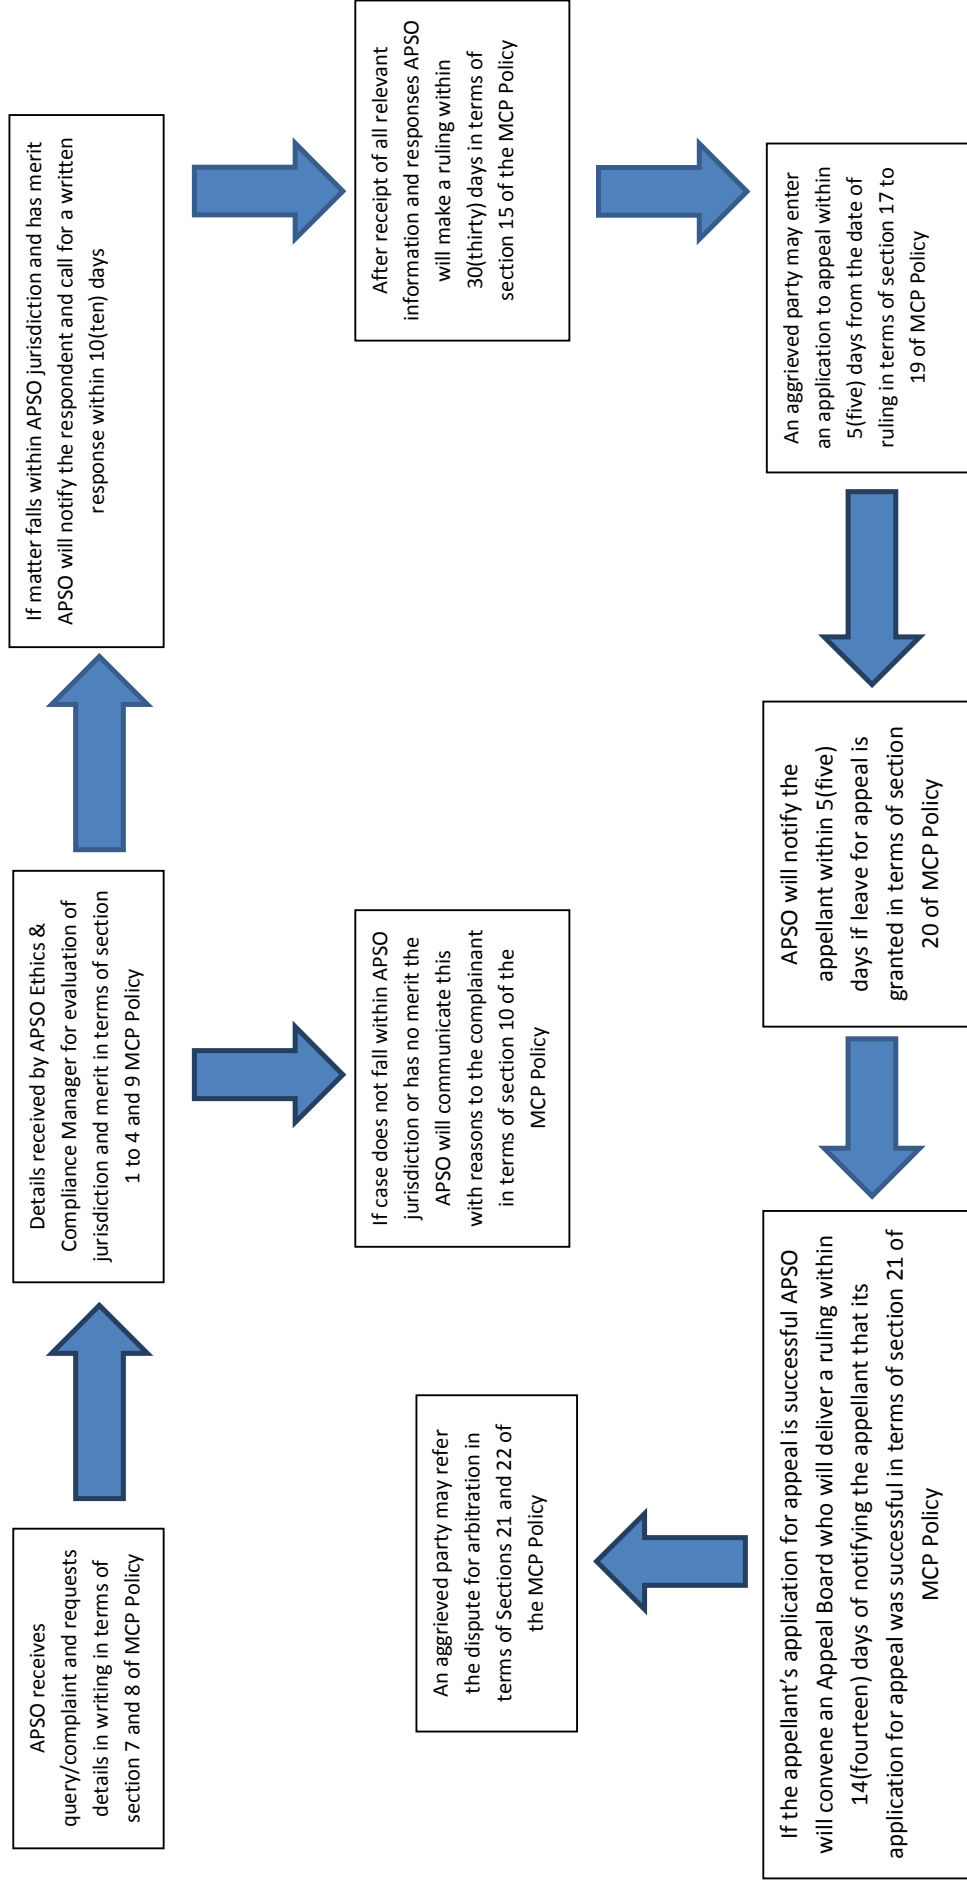 APSO receives
query/complaint and requests
details in writing in terms of
section 7 and 8 of MCP Policy
Details received by APSO Ethics &
Compliance Manager for evaluation of
jurisdiction and merit in terms of section
1 to 4 and 9 MCP Policy
If matter falls within APSO jurisdiction and has merit
APSO will notify the respondent and call for a written
response within 10(ten) days
If case does not fall within APSO
jurisdiction or has no merit the
APSO will communicate this
with reasons to the complainant
in terms of section 10 of the
MCP Policy
After receipt of all relevant
information and responses APSO
will make a ruling within
30(thirty) days in terms of
section 15 of the MCP Policy
An aggrieved party may enter
an application to appeal within
5(five) days from the date of
ruling in terms of section 17 to
19 of MCP Policy
APSO will notify the
appellant within 5(five)
days if leave for appeal is
granted in terms of section
20 of MCP Policy
If the appellant’s application for appeal is successful APSO
will convene an Appeal Board who will deliver a ruling within
14(fourteen) days of notifying the appellant that its
application for appeal was successful in terms of section 21 of
MCP Policy
An aggrieved party may refer
the dispute for arbitration in
terms of Sections 21 and 22 of
the MCP Policy